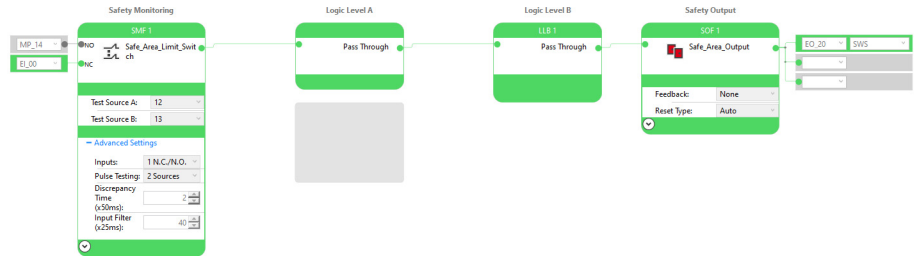 Safety Monitoring
Logic Level A
Logic Level B
Safety Output
SMF 1
LLB 1
SOF 1
MP_14
NO
Safe_Area_Limit_Swit
ch
Pass Through
Pass Through
Safe_Area_Output
EO_20
SWS
EI_00
NC
Test Source A:
12
Test Source B:
13
Feedback:
None
Reset Type:
Auto
Advanced Settings
Inputs:
1 N.C./N.O.
Pulse Testing:
2 Sources
Discrepancy
Time
(x50ms):
2
Input Filter
(x25ms):
40